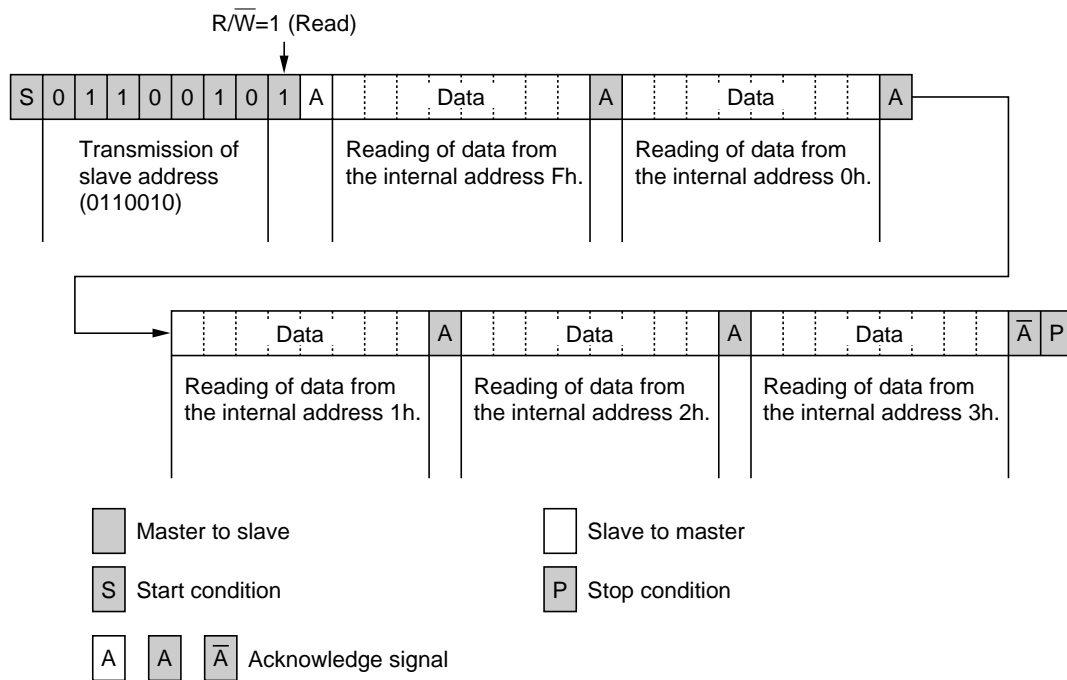 R/W̅=1 (Read)
S 0 1 1 0 0 1 0 1 A Data A Data A
Transmission of
slave address
(0110010)
Reading of data from
the internal address Fh.
Reading of data from
the internal address 0h.
Data A Data A Data A̅ P
Reading of data from
the internal address 1h.
Reading of data from
the internal address 2h.
Reading of data from
the internal address 3h.
Master to slave
Slave to master
S Start condition
P Stop condition
A A A̅ Acknowledge signal